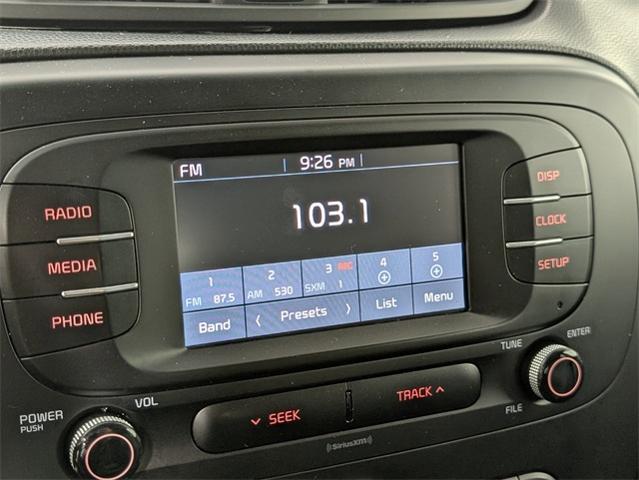 FM 9:26 PM
103.1
1 2 3 4 5
FM 87.5 AM 530 SXM 1
Band Presets List Menu
RADIO
MEDIA
PHONE
DISP
CLOCK
SETUP
POWER
PUSH
VOL
SEEK
TRACK
TUNE
ENTER
FILE
SiriusXM